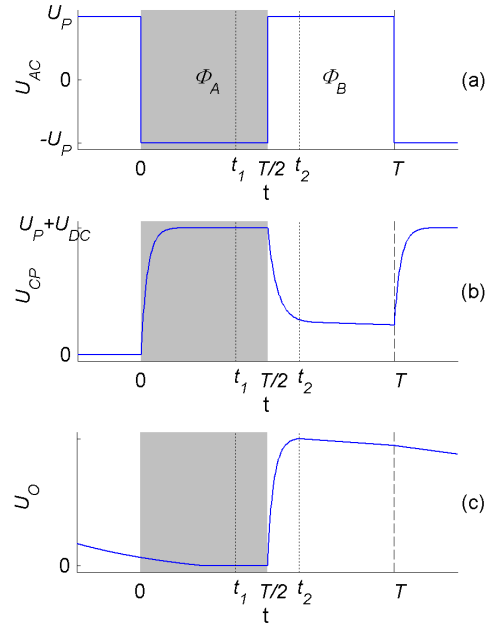 U_P
0
-U_P
U_AC
Φ_A
Φ_B
(a)
0
t_1
T/2
t_2
T
t
U_P+U_DC
0
U_CP
(b)
0
t_1
T/2
t_2
T
t
U_O
0
(c)
0
t_1
T/2
t_2
T
t